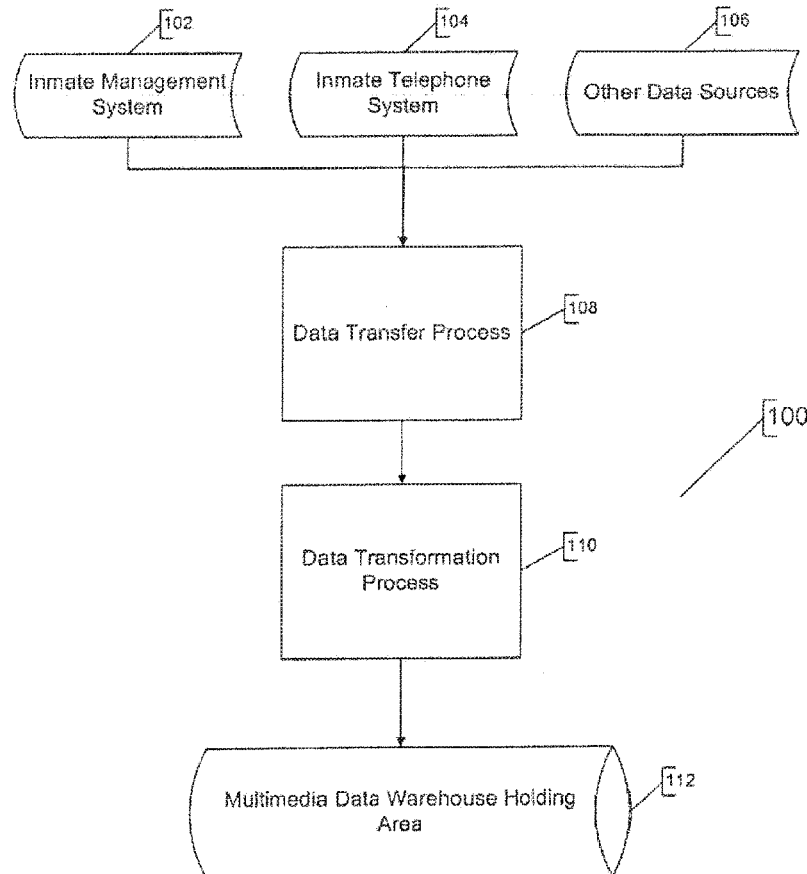 102
104
106
Inmate Management
System
Inmate Telephone
System
Other Data Sources
Data Transfer Process
108
100
Data Transformation
Process
110
Multimedia Data Warehouse Holding
Area
112